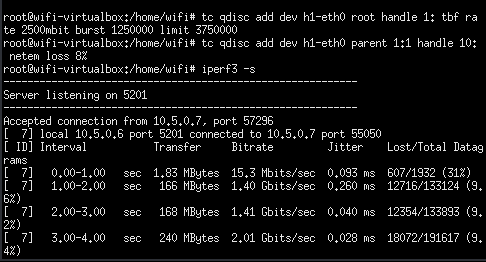 root@wifi-virtualbox:/home/wifi# tc qdisc add dev h1-eth0 root handle 1: tbf ra
te 2500mbit burst 1250000 limit 3750000
root@wifi-virtualbox:/home/wifi# tc qdisc add dev h1-eth0 parent 1:1 handle 10:
 netem loss 8%
root@wifi-virtualbox:/home/wifi# iperf3 -s
-----------------------------------------------------------
Server listening on 5201
-----------------------------------------------------------
Accepted connection from 10.5.0.7, port 57296
[  7] local 10.5.0.6 port 5201 connected to 10.5.0.7 port 55050
[ ID] Interval           Transfer     Bitrate         Jitter    Lost/Total Datag
rams
[  7]   0.00-1.00   sec  1.83 MBytes  15.3 Mbits/sec  0.093 ms  607/1932 (31%)
[  7]   1.00-2.00   sec   166 MBytes  1.40 Gbits/sec  0.260 ms  12716/133124 (9.
6%)
[  7]   2.00-3.00   sec   168 MBytes  1.41 Gbits/sec  0.040 ms  12354/133893 (9.
2%)
[  7]   3.00-4.00   sec   240 MBytes  2.01 Gbits/sec  0.028 ms  18072/191617 (9.
4%)